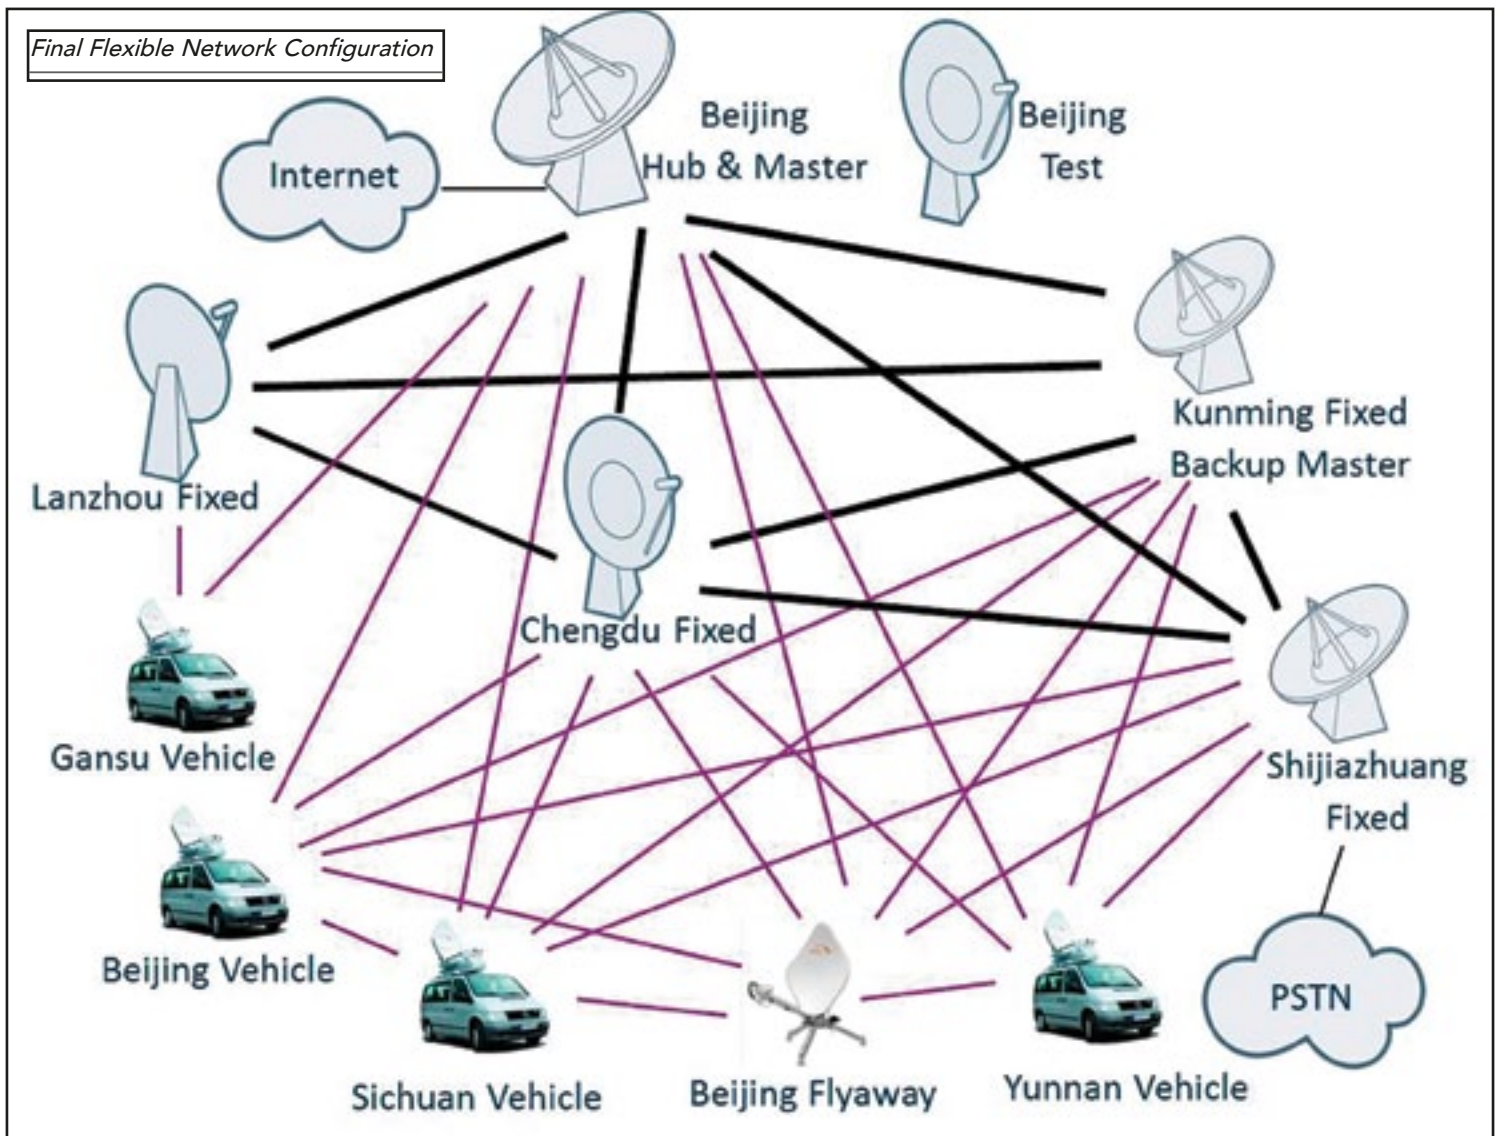 Final Flexible Network Configuration
Beijing
Hub & Master
Beijing
Test
Internet
Kunming Fixed
Backup Master
Lanzhou Fixed
Chengdu Fixed
Gansu Vehicle
Shijiazhuang
Fixed
Beijing Vehicle
PSTN
Sichuan Vehicle
Beijing Flyaway
Yunnan Vehicle